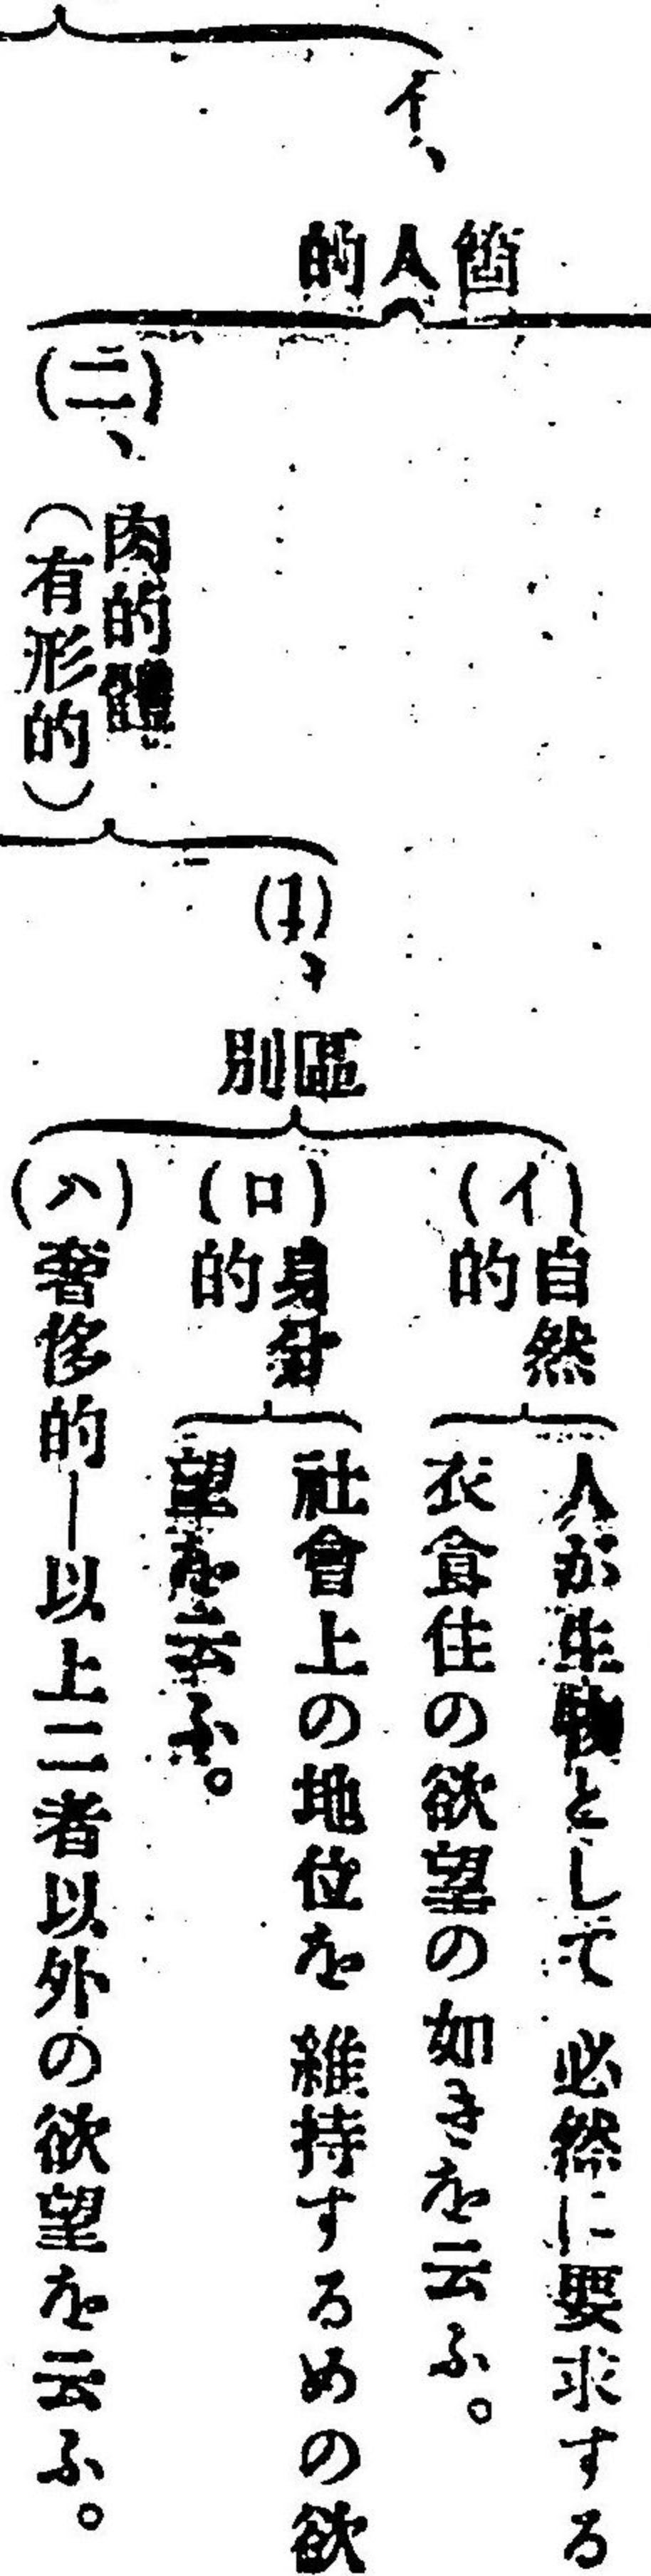 イ、
箇人的
(二)、
肉的體
(有形的)
(1)、
區別
(イ)自然的
人が生物として必然に要求する
衣食住の欲望の如きを云ふ。
(ロ)身分的
社會上の地位を維持するめの欲
望を云ふ。
(ハ)奢侈的―以上二者以外の欲望を云ふ。